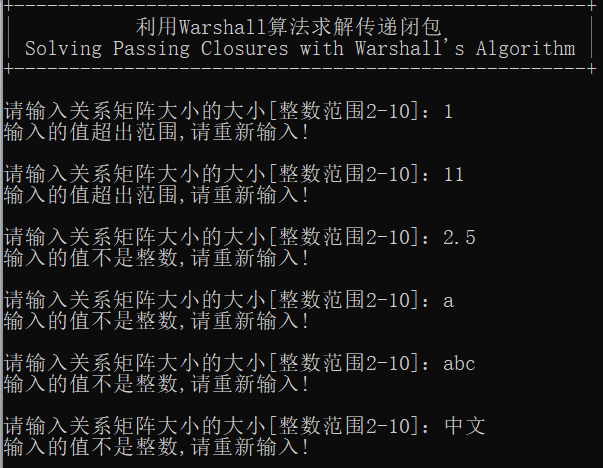 利用Warshall算法求解传递闭包
Solving Passing Closures with Warshall's Algorithm
请输入关系矩阵大小的大小[整数范围2-10]：1
输入的值超出范围,请重新输入!
请输入关系矩阵大小的大小[整数范围2-10]：11
输入的值超出范围,请重新输入!
请输入关系矩阵大小的大小[整数范围2-10]：2.5
输入的值不是整数,请重新输入!
请输入关系矩阵大小的大小[整数范围2-10]：a
输入的值不是整数,请重新输入!
请输入关系矩阵大小的大小[整数范围2-10]：abc
输入的值不是整数,请重新输入!
请输入关系矩阵大小的大小[整数范围2-10]：中文
输入的值不是整数,请重新输入!